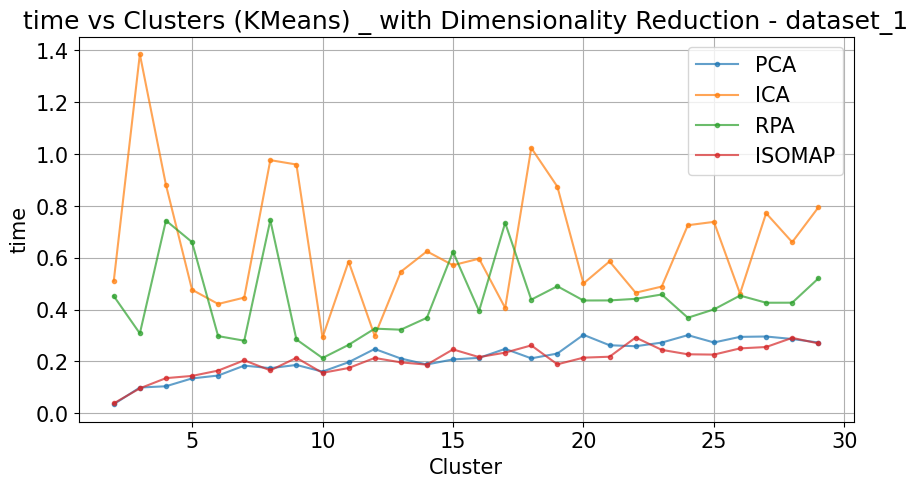 time vs Clusters (KMeans) _ with Dimensionality Reduction - dataset_1
1.4
1.2
1.0
0.8
0.6
0.4
0.2
0.0
time
PCA
ICA
RPA
ISOMAP
5 10 15 20 25 30
Cluster